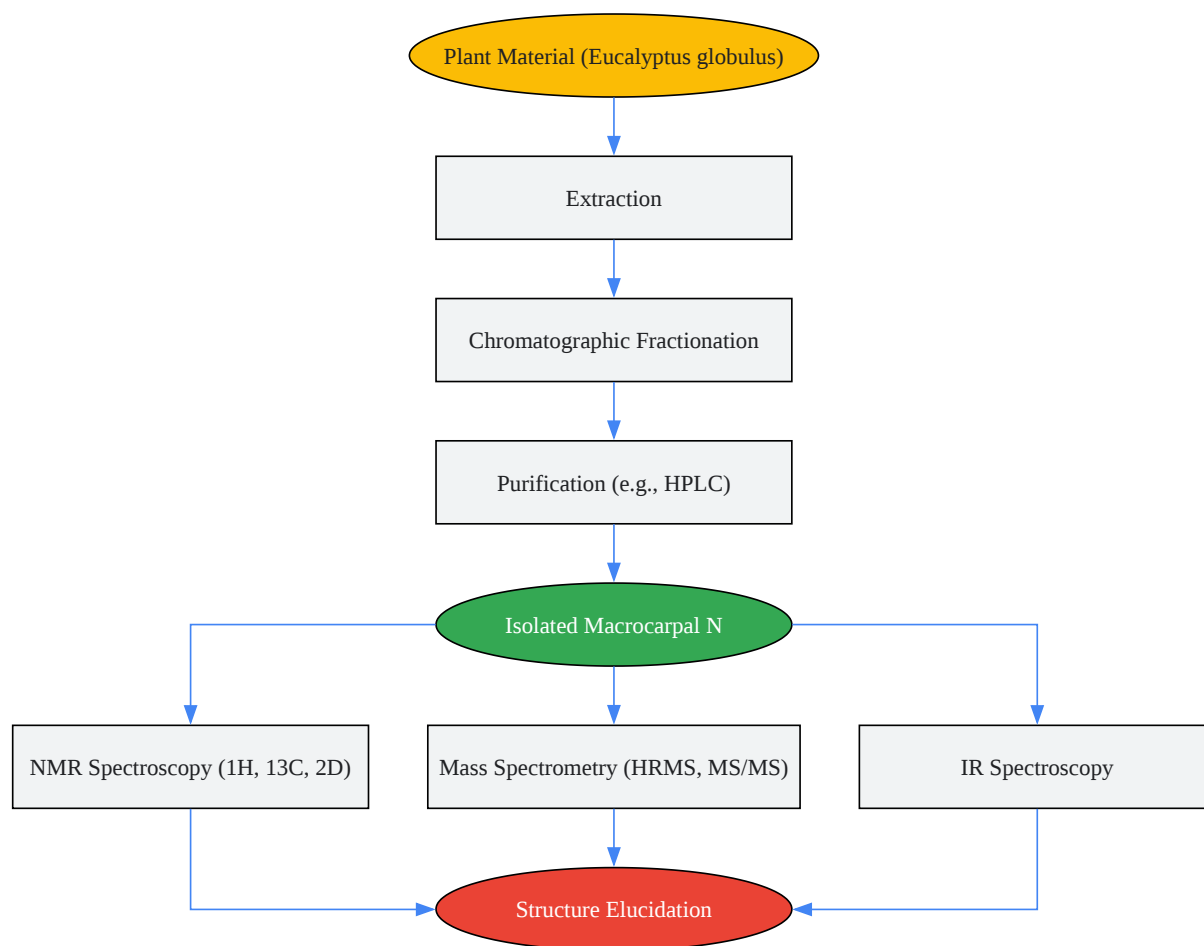 Plant Material (Eucalyptus globulus)
Extraction
Chromatographic Fractionation
Purification (e.g., HPLC)
Isolated Macrocarpal N
NMR Spectroscopy (1H, 13C, 2D)
Mass Spectrometry (HRMS, MS/MS)
IR Spectroscopy
Structure Elucidation